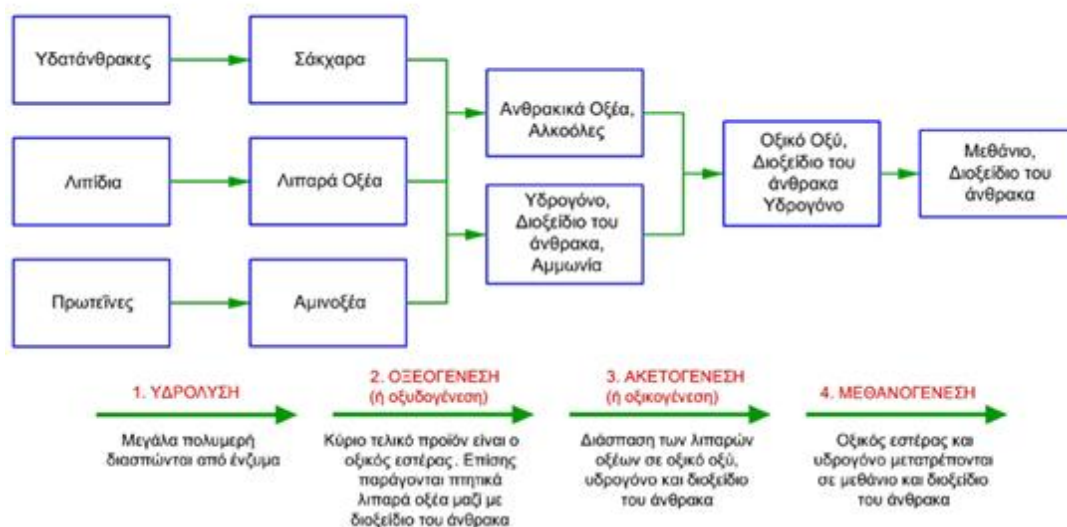 Υδατάνθρακες
Σάκχαρα
Λιπίδια
Λιπαρά Οξέα
Πρωτεΐνες
Αμινοξέα
Ανθρακικά Οξέα,
Αλκοόλες
Υδρογόνο,
Διοξείδιο του
άνθρακα,
Αμμωνία
Οξικό Οξύ,
Διοξείδιο του
άνθρακα
Υδρογόνο
Μεθάνιο,
Διοξείδιο του
άνθρακα
1. ΥΔΡΟΛΥΣΗ
Μεγάλα πολυμερή
διασπώνται από ένζυμα
2. ΟΞΕΟΓΕΝΕΣΗ
(ή οξυδογένεση)
Κύριο τελικό προϊόν είναι ο
οξικός εστέρας. Επίσης
παράγονται πτητικά
λιπαρά οξέα μαζί με
διοξείδιο του άνθρακα
3. ΑΚΕΤΟΓΕΝΕΣΗ
(ή οξικογένεση)
Διάσπαση των λιπαρών
οξέων σε οξικό οξύ,
υδρογόνο και διοξείδιο
του άνθρακα
4. ΜΕΘΑΝΟΓΕΝΕΣΗ
Οξικός εστέρας και
υδρογόνο μετατρέπονται
σε μεθάνιο και διοξείδιο
του άνθρακα